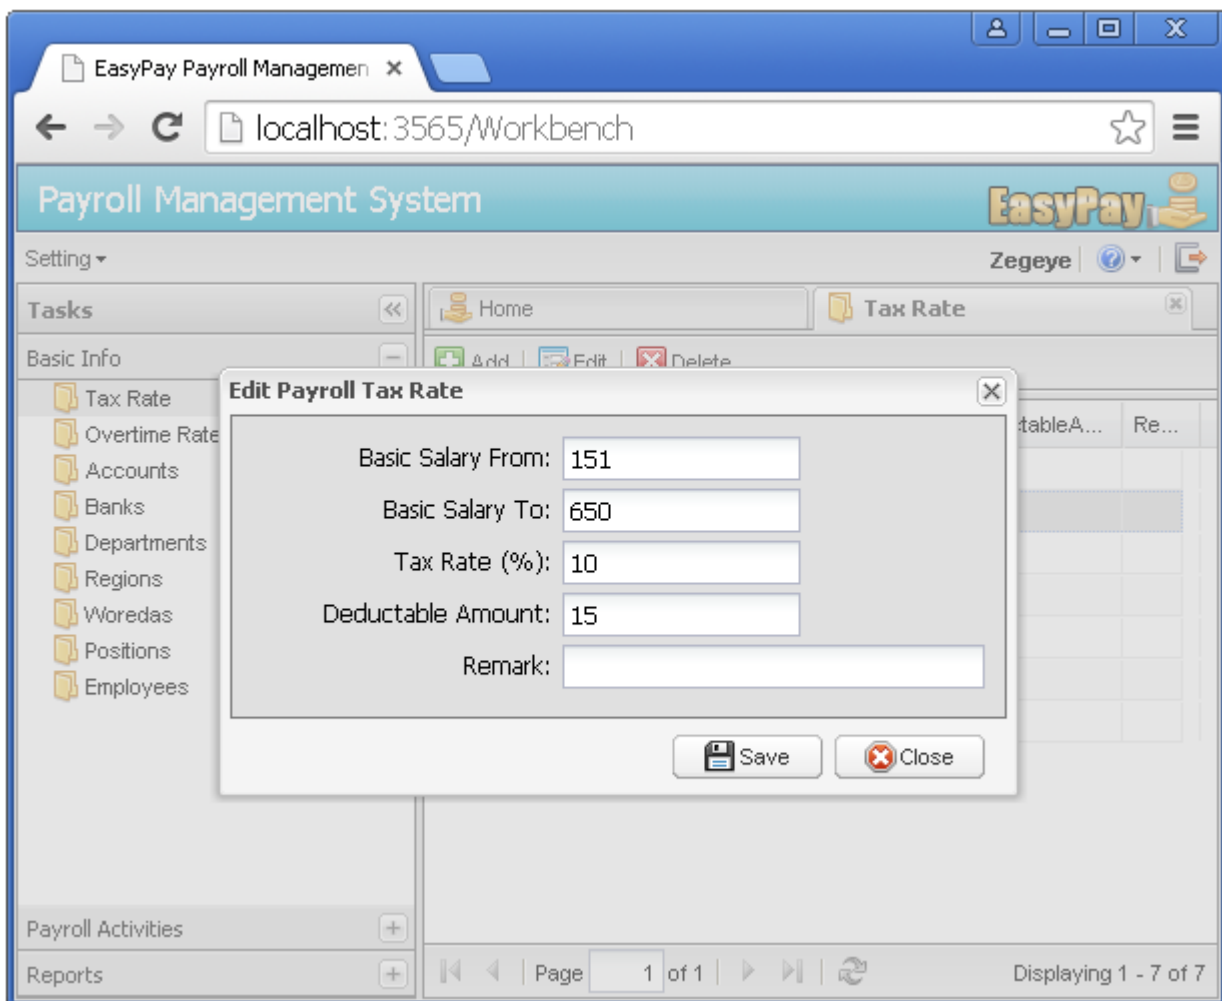 EasyPay Payroll Managemen
localhost:3565/Workbench
Payroll Management System
EasyPay
Setting
Zegeye
Tasks
Home
Tax Rate
Basic Info
Add
Edit
Delete
Tax Rate
Overtime Rate
Accounts
Banks
Departments
Regions
Woredas
Positions
Employees
Edit Payroll Tax Rate
tableA...
Re...
Basic Salary From: 151
Basic Salary To: 650
Tax Rate (%): 10
Deductable Amount: 15
Remark:
Save
Close
Payroll Activities
Reports
Page 1 of 1
Displaying 1 - 7 of 7